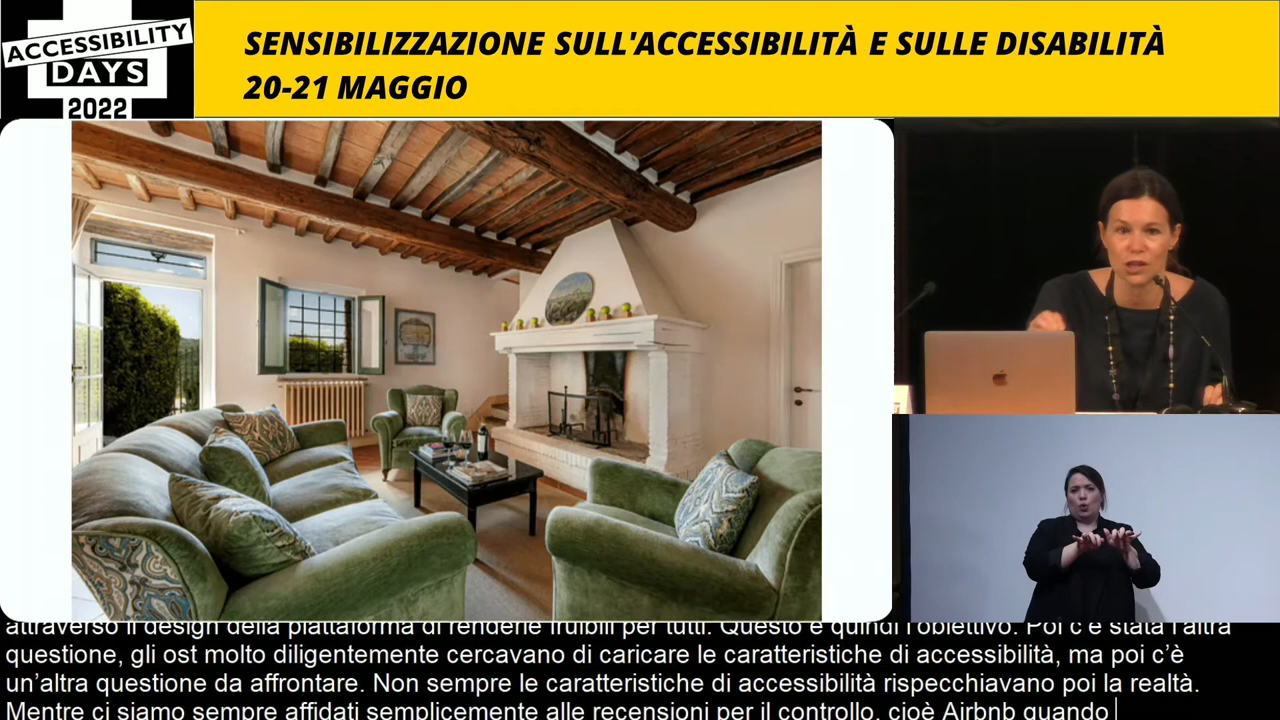 ACCESSIBILITY
DAYS
2022
SENSIBILIZZAZIONE SULL'ACCESSIBILITÀ E SULLE DISABILITÀ
20-21 MAGGIO
attraverso il design della piattaforma di renderle fruibili per tutti. Questo è quindi l'obiettivo. Poi c'è stata l'altra
questione, gli ost molto diligentemente cercavano di caricare le caratteristiche di accessibilità, ma poi c'è
un'altra questione da affrontare. Non sempre le caratteristiche di accessibilità rispecchiavano poi la realtà.
Mentre ci siamo sempre affidati semplicemente alle recensioni per il controllo, cioè Airbnb quando